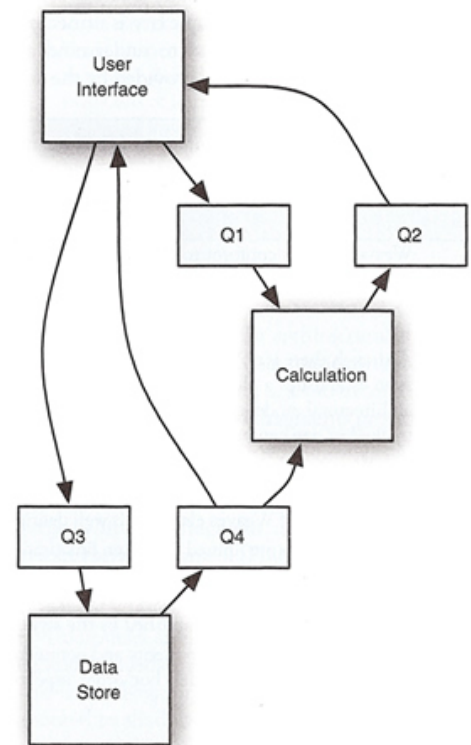 User
Interface
Q1
Q2
Calculation
Q3
Q4
Data
Store